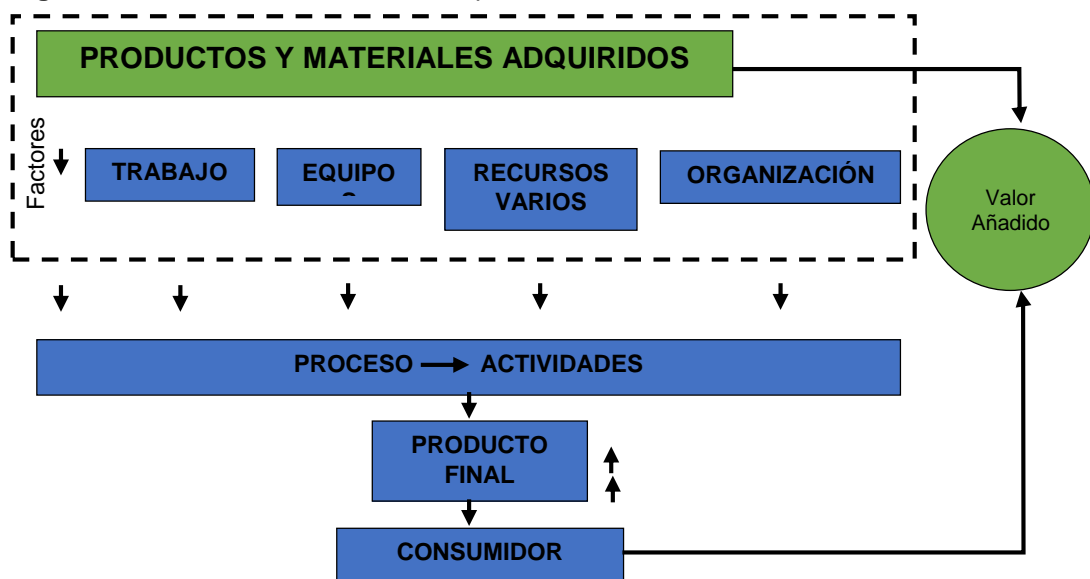 PRODUCTOS Y MATERIALES ADQUIRIDOS
Factores
TRABAJO
EQUIPO
RECURSOS
VARIOS
ORGANIZACIÓN
Valor
Añadido
PROCESO ACTIVIDADES
PRODUCTO
FINAL
CONSUMIDOR